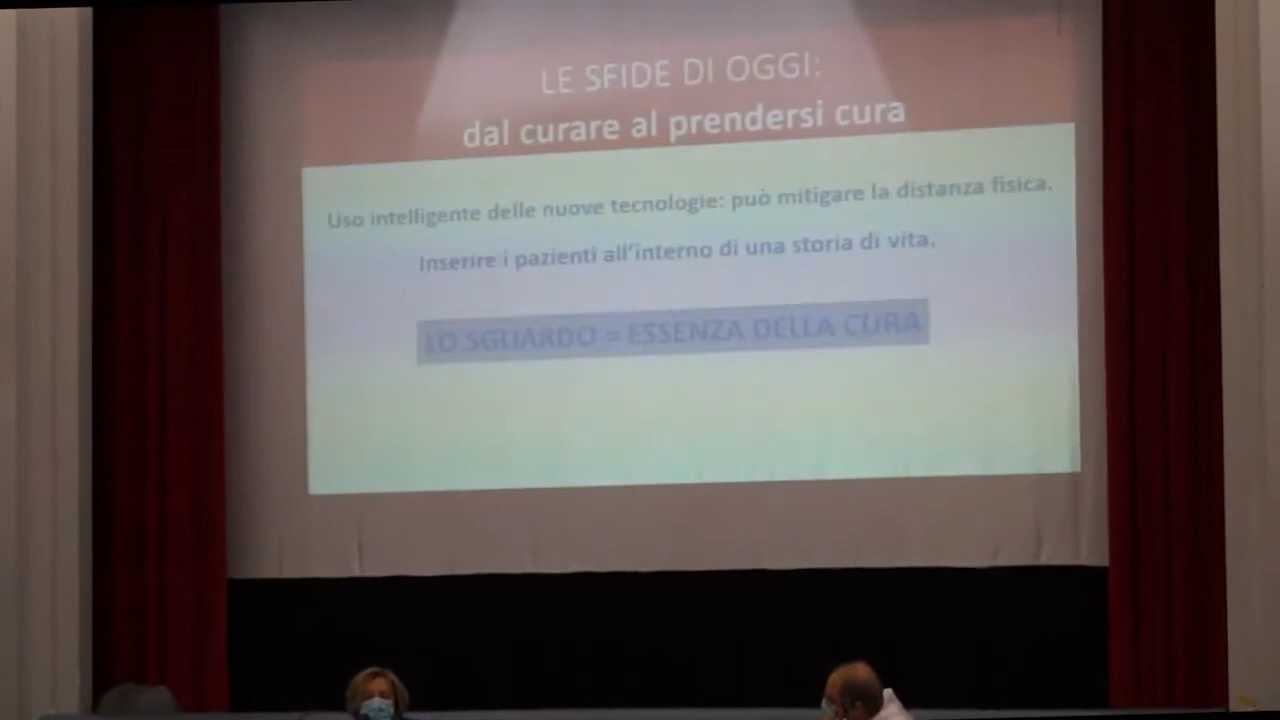 LE SFIDE DI OGGI:
dal curare al prendersi cura
Uso intelligente delle nuove tecnologie: può mitigare la distanza fisica.
Inserire i pazienti all'interno di una storia di vita.
LO SGUARDO = ESSENZA DELLA CURA